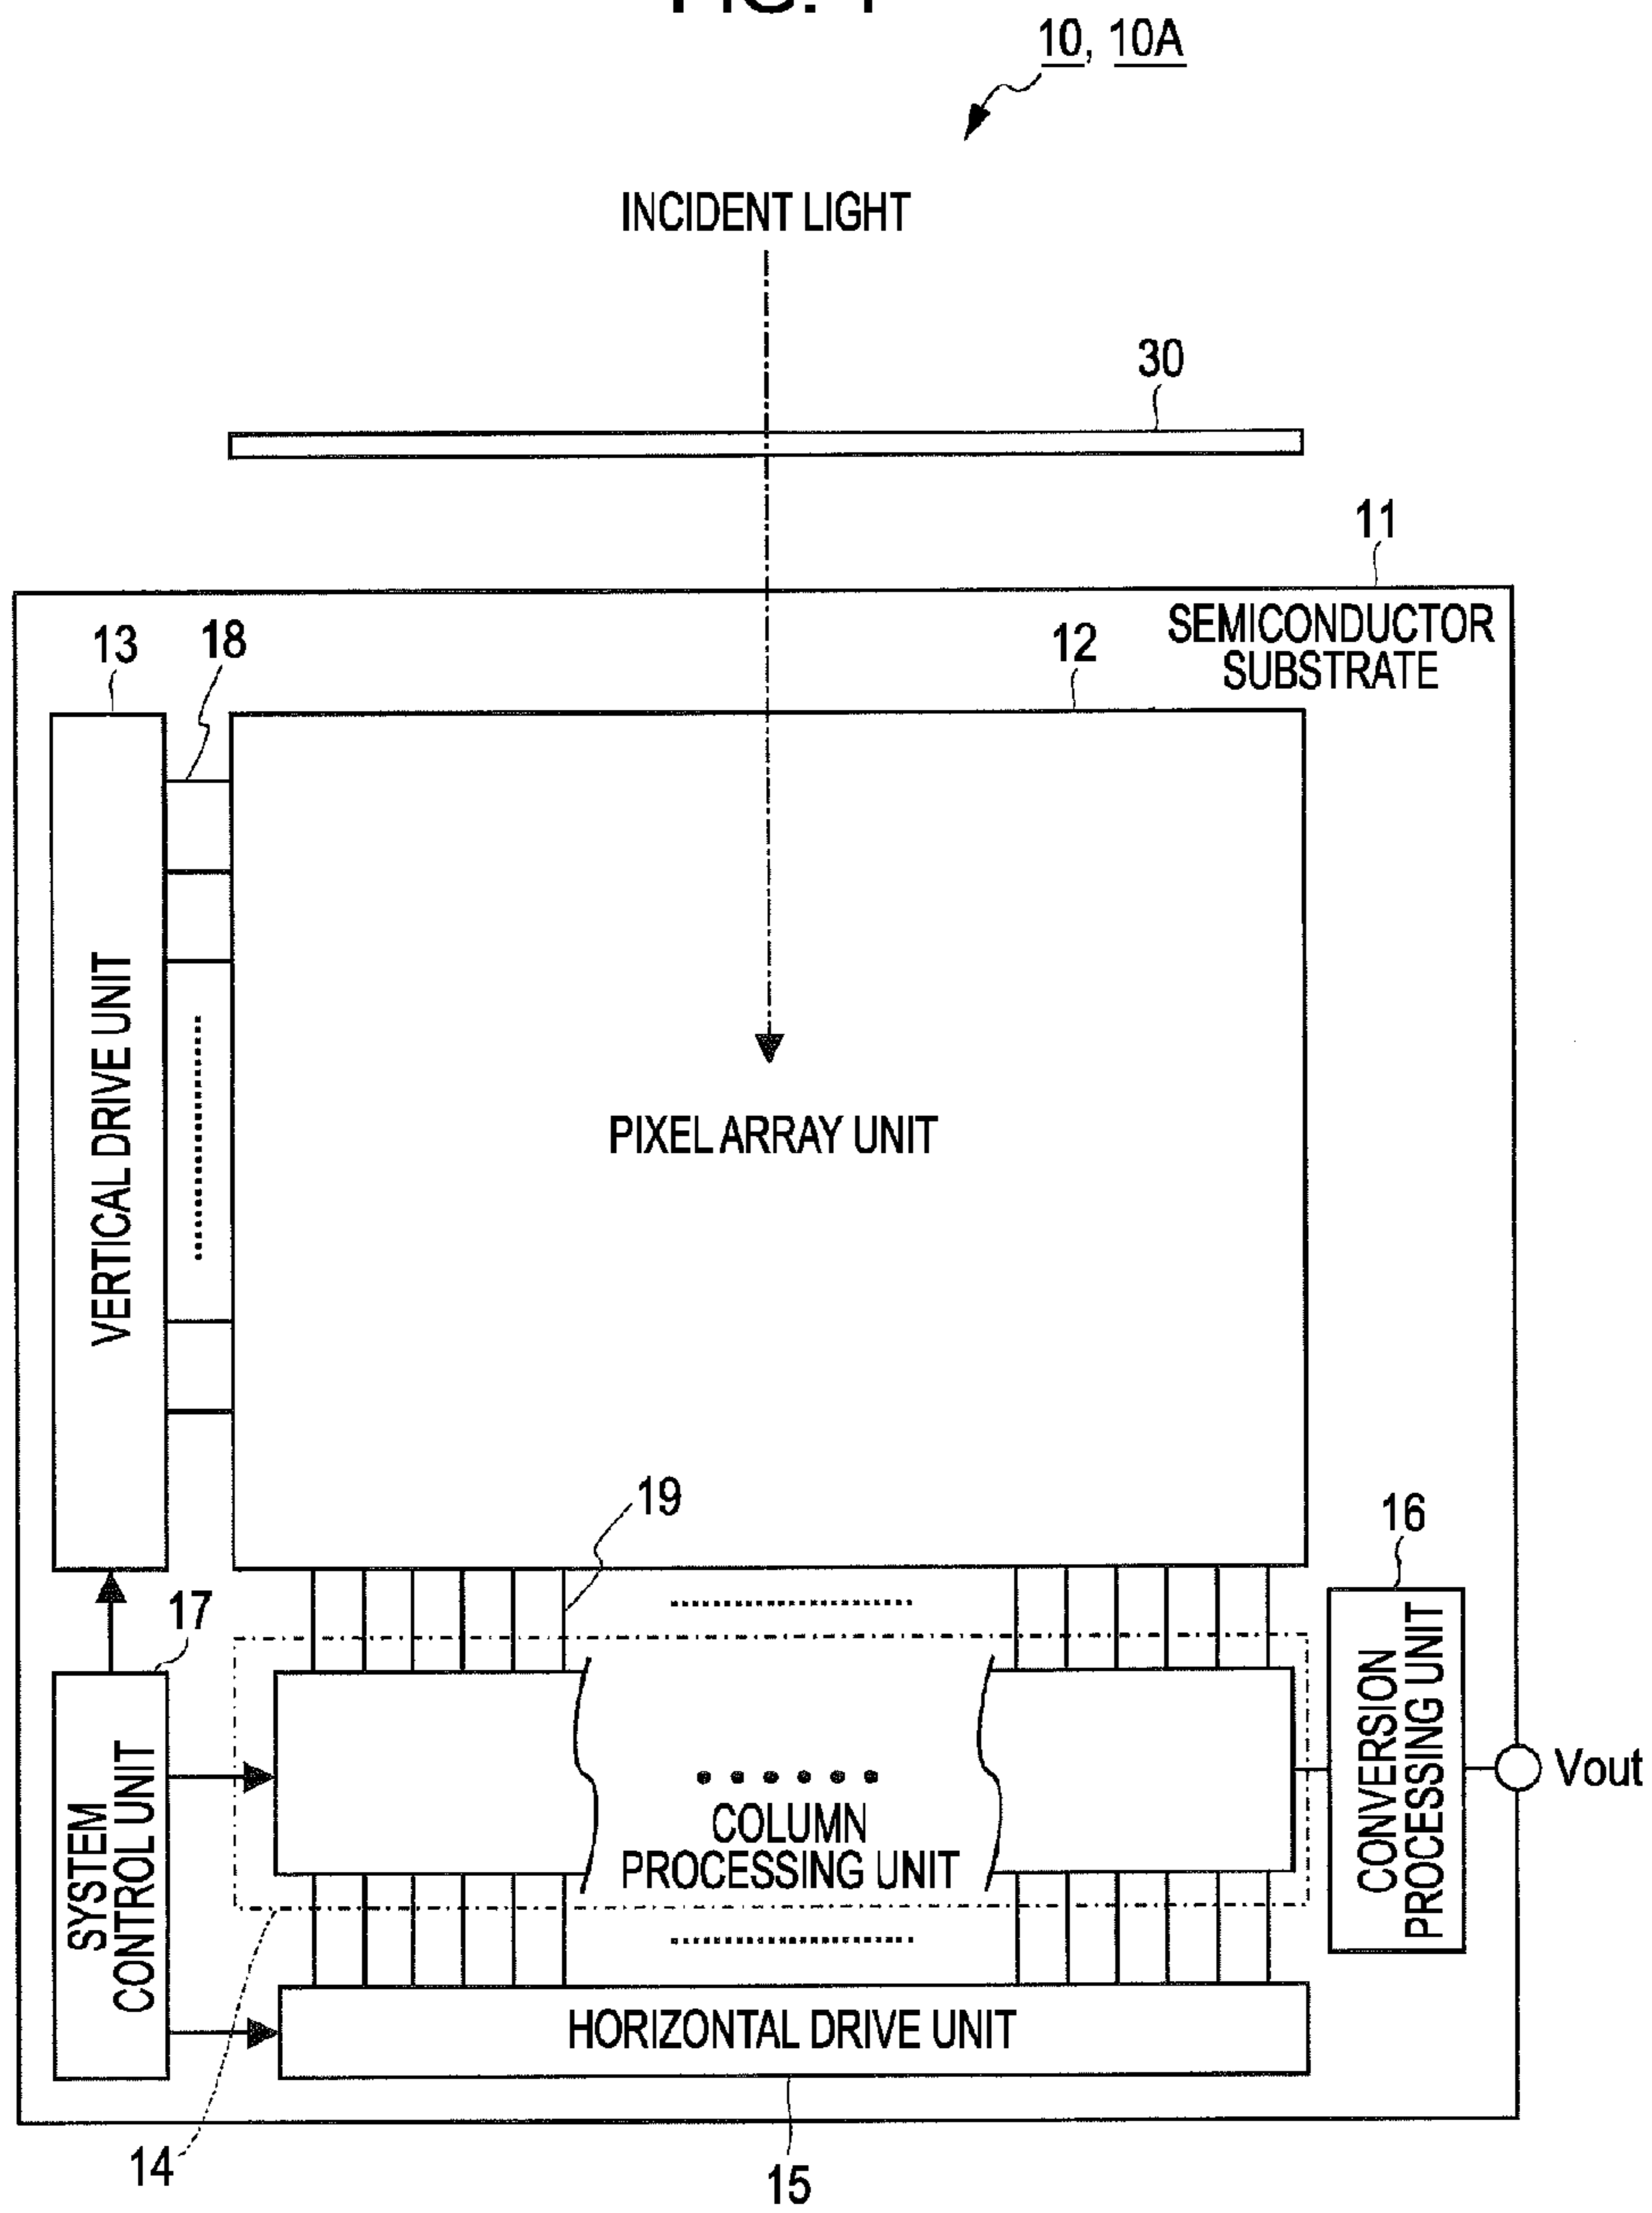 10, 10A
INCIDENT LIGHT
30
11
SEMICONDUCTOR
SUBSTRATE
13
18
12
VERTICAL DRIVE UNIT
PIXEL ARRAY UNIT
19
16
17
SYSTEM
CONTROL UNIT
COLUMN
PROCESSING UNIT
CONVERSION
PROCESSING UNIT
Vout
HORIZONTAL DRIVE UNIT
14
15